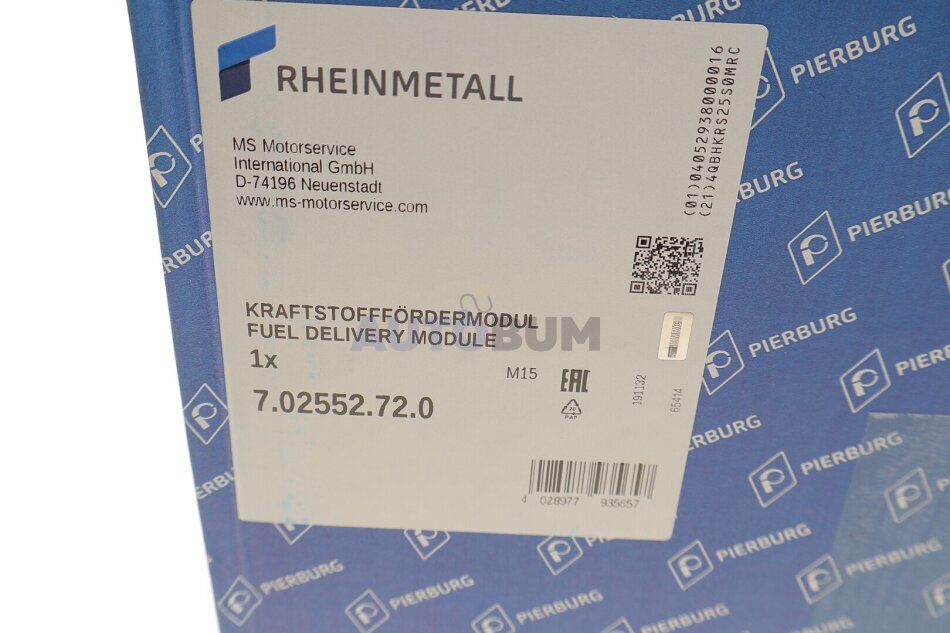 RHEINMETALL
MS Motorservice
International GmbH
D-74196 Neuenstadt
www.ms-motorservice.com
(01)04052938000016
(21)4QBHKRS25S0MRC
KRAFTSTOFFFÖRDERMODUL
FUEL DELIVERY MODULE
AUTOBUM
1x
7.02552.72.0
M15
EAC
20
PAP
191132
65414
4 028977 935657
PIERBURG
PIERBURG
PIERBURG
PIERBURG
PIERBURG
PIERBURG
PIERBURG
PIERBURG
PIERBURG
PIERBURG